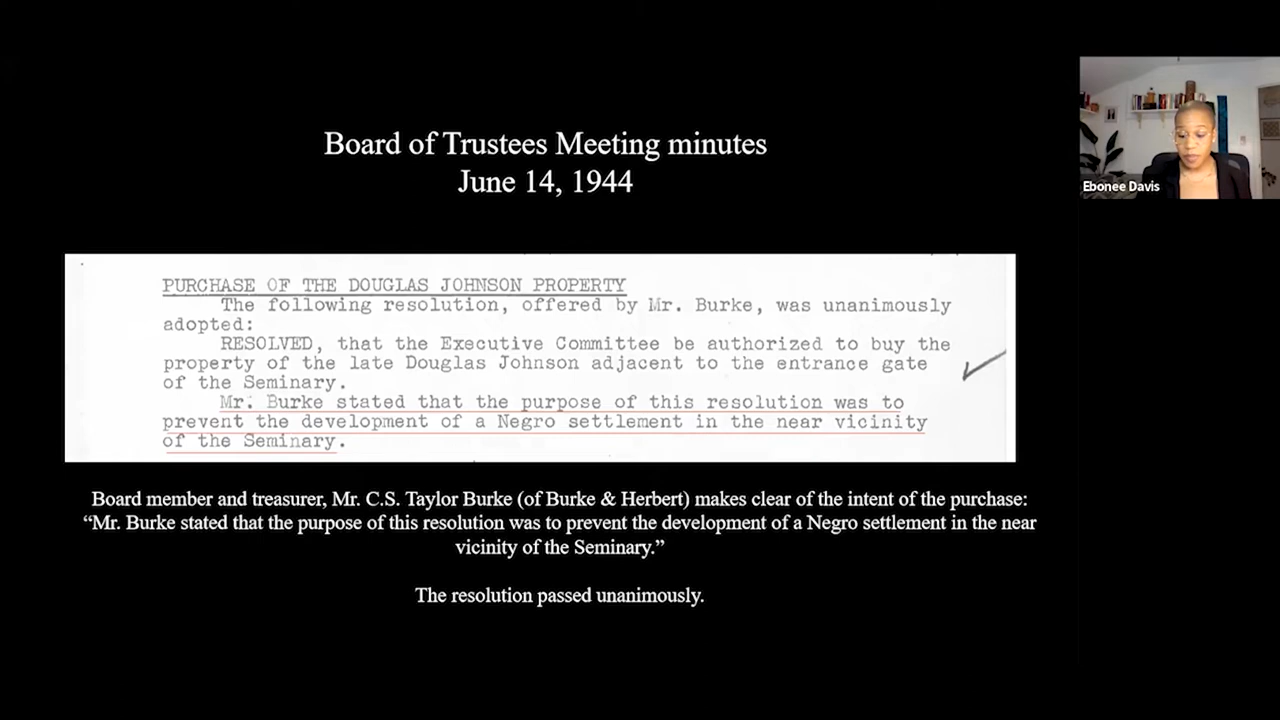 Board of Trustees Meeting minutes
June 14, 1944
Ebonee Davis
PURCHASE OF THE DOUGLAS JOHNSON PROPERTY
The following resolution, offered by Mr. Burke, was unanimously
adopted:
RESOLVED, that the Executive Committee be authorized to buy the
property of the late Douglas Johnson adjacent to the entrance gate
of the Seminary.
Mr. Burke stated that the purpose of this resolution was to
prevent the development of a Negro settlement in the near vicinity
of the Seminary.
Board member and treasurer, Mr. C.S. Taylor Burke (of Burke & Herbert) makes clear of the intent of the purchase:
“Mr. Burke stated that the purpose of this resolution was to prevent the development of a Negro settlement in the near
vicinity of the Seminary.”
The resolution passed unanimously.